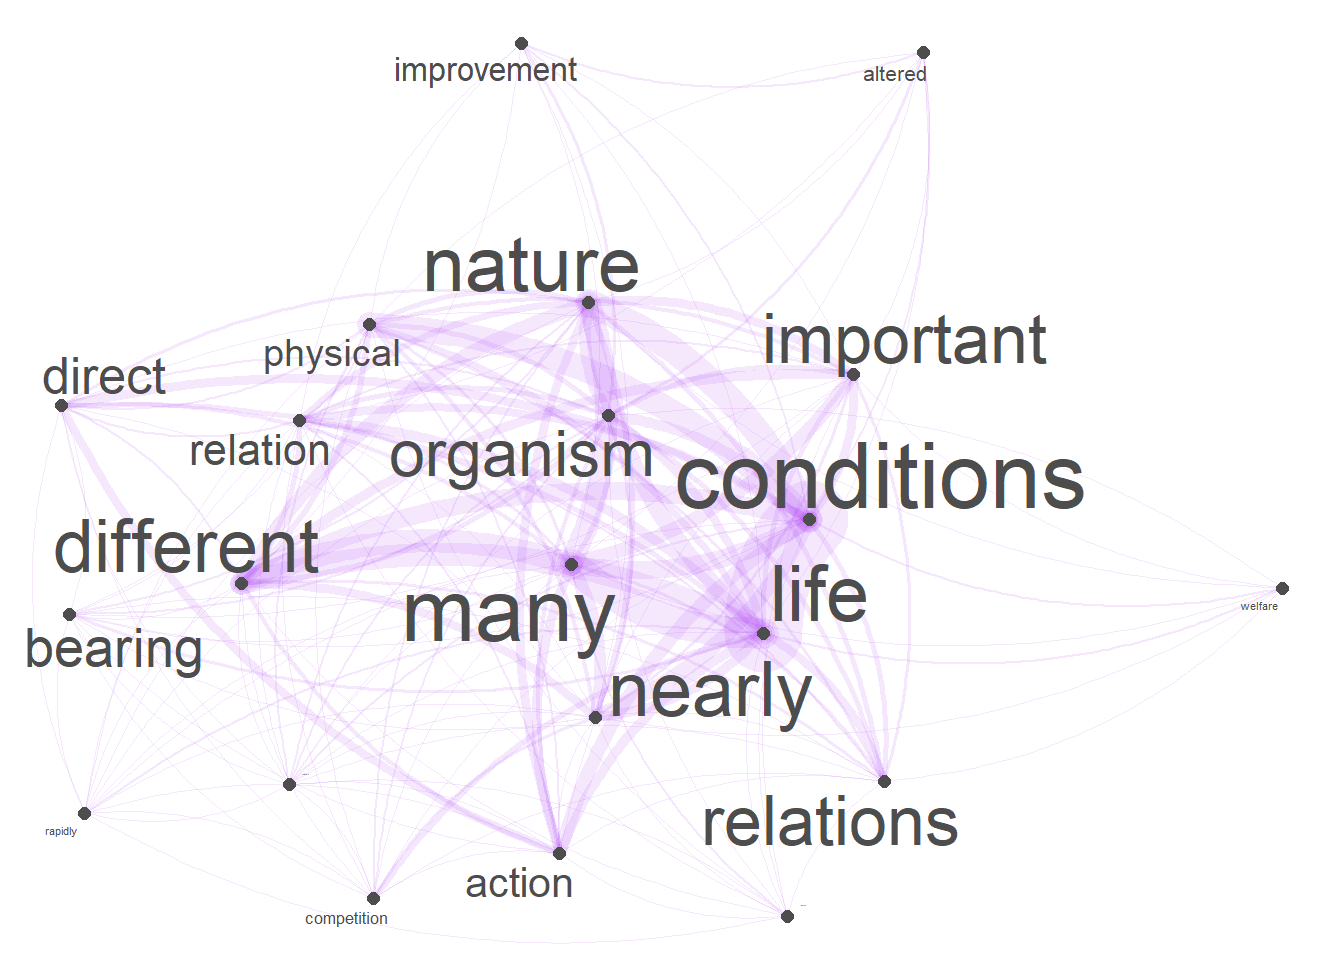 improvement
altered
nature
important
physical
direct
relation
organism
conditions
different
life
many
welfare
bearing
nearly
relations
rapidly
action
competition